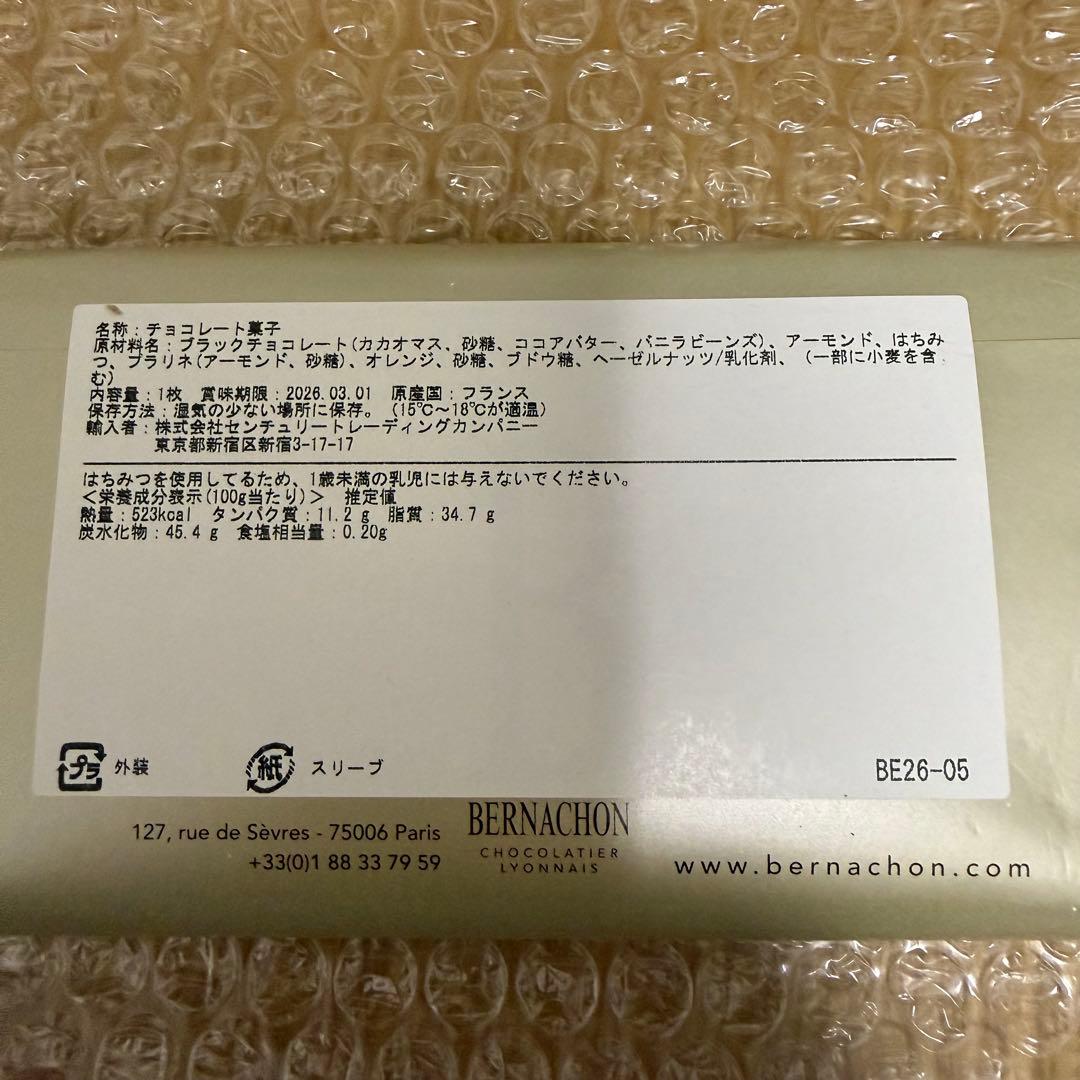 名称：チョコレート菓子
原材料名：ブラックチョコレート(カカオマス、砂糖、ココアバター、バニラビーンズ)、アーモンド、はちみ
つ、プラリネ(アーモンド、砂糖)、オレンジ、砂糖、ブドウ糖、ヘーゼルナッツ/乳化剤、（一部に小麦を含
む）
内容量：1枚　賞味期限：2026.03.01　原産国：フランス
保存方法：湿気の少ない場所に保存。（15℃～18℃が適温）
輸入者：株式会社センチュリートレーディングカンパニー
東京都新宿区新宿3-17-17
はちみつを使用してるため、1歳未満の乳児には与えないでください。
＜栄養成分表示(100g当たり)＞　推定値
熱量：523kcal　タンパク質：11.2 g　脂質：34.7 g
炭水化物：45.4 g　食塩相当量：0.20g
プラ 外装 紙 スリーブ BE26-05
127, rue de Sèvres - 75006 Paris
+33(0)1 88 33 79 59
BERNACHON
CHOCOLATIER
LYONNAIS
www.bernachon.com